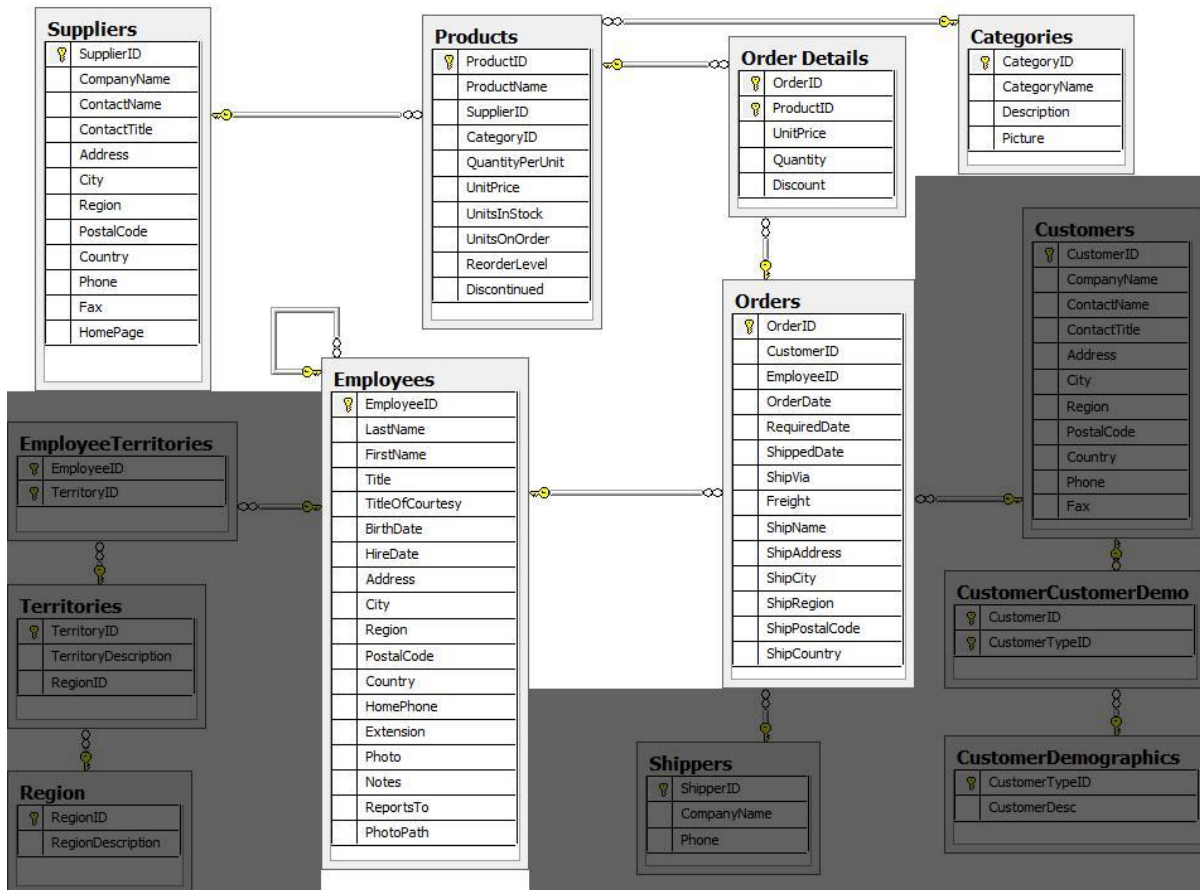 Suppliers
SupplierID
CompanyName
ContactName
ContactTitle
Address
City
Region
PostalCode
Country
Phone
Fax
HomePage
Products
ProductID
ProductName
SupplierID
CategoryID
QuantityPerUnit
UnitPrice
UnitsInStock
UnitsOnOrder
ReorderLevel
Discontinued
Order Details
OrderID
ProductID
UnitPrice
Quantity
Discount
Categories
CategoryID
CategoryName
Description
Picture
Employees
EmployeeID
LastName
FirstName
Title
TitleOfCourtesy
BirthDate
HireDate
Address
City
Region
PostalCode
Country
HomePhone
Extension
Photo
Notes
ReportsTo
PhotoPath
Orders
OrderID
CustomerID
EmployeeID
OrderDate
RequiredDate
ShippedDate
ShipVia
Freight
ShipName
ShipAddress
ShipCity
ShipRegion
ShipPostalCode
ShipCountry
Customers
CustomerID
CompanyName
ContactName
ContactTitle
Address
City
Region
PostalCode
Country
Phone
Fax
EmployeeTerritories
EmployeeID
TerritoryID
Territories
TerritoryID
TerritoryDescription
RegionID
Region
RegionID
RegionDescription
Shippers
ShipperID
CompanyName
Phone
CustomerCustomerDemo
CustomerID
CustomerTypeID
CustomerDemographics
CustomerTypeID
CustomerDesc